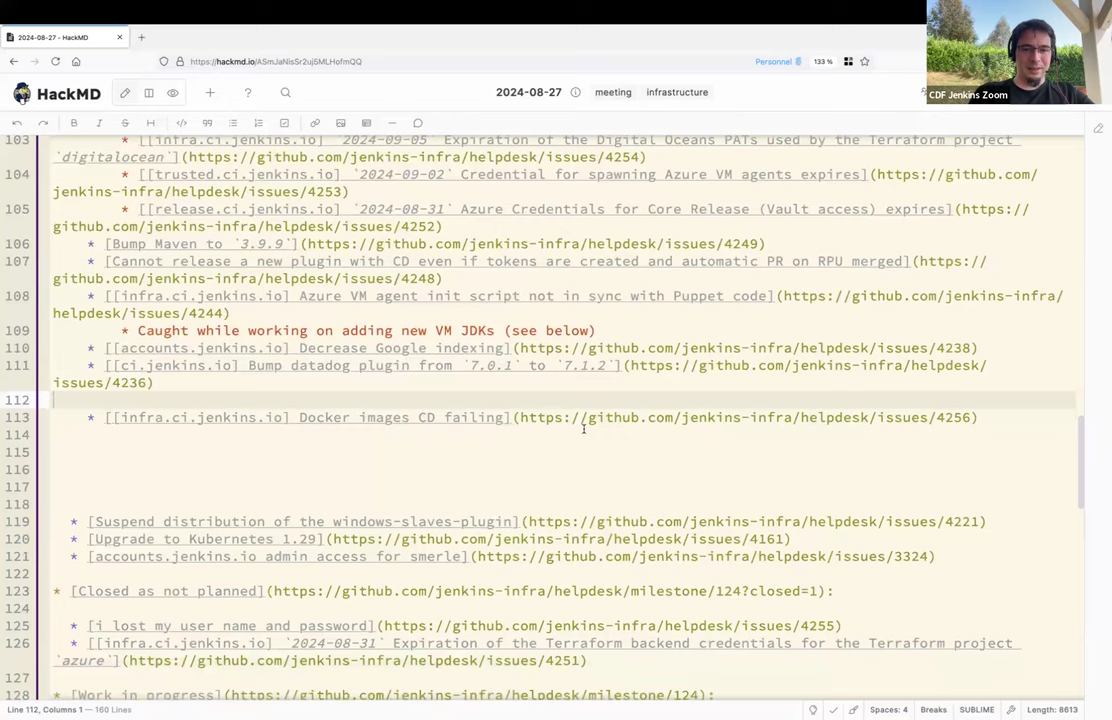 2024-08-27 - HackMD
https://hackmd.io/ASmJaNisSr2uj5MLHofmQQ
Personnel
133 %
CDF Jenkins Zoom
HackMD
2024-08-27
meeting
infrastructure
103 * [[infra.ci.jenkins.io] `2024-09-05` Expiration of the Digital Oceans PATs used by the Terraform project
`digitalocean`](https://github.com/jenkins-infra/helpdesk/issues/4254)
104 * [[trusted.ci.jenkins.io] `2024-09-02` Credential for spawning Azure VM agents expires](https://github.com/
jenkins-infra/helpdesk/issues/4253)
105 * [[release.ci.jenkins.io] `2024-08-31` Azure Credentials for Core Release (Vault access) expires](https://
github.com/jenkins-infra/helpdesk/issues/4252)
106 * [Bump Maven to `3.9.9`](https://github.com/jenkins-infra/helpdesk/issues/4249)
107 * [Cannot release a new plugin with CD even if tokens are created and automatic PR on RPU merged](https://
github.com/jenkins-infra/helpdesk/issues/4248)
108 * [[infra.ci.jenkins.io] Azure VM agent init script not in sync with Puppet code](https://github.com/jenkins-infra/
helpdesk/issues/4244)
109 * Caught while working on adding new VM JDKs (see below)
110 * [[accounts.jenkins.io] Decrease Google indexing](https://github.com/jenkins-infra/helpdesk/issues/4238)
111 * [[ci.jenkins.io] Bump datadog plugin from `7.0.1` to `7.1.2`](https://github.com/jenkins-infra/helpdesk/
issues/4236)
112
113 * [[infra.ci.jenkins.io] Docker images CD failing](https://github.com/jenkins-infra/helpdesk/issues/4256)
114
115
116
117
118
119 * [Suspend distribution of the windows-slaves-plugin](https://github.com/jenkins-infra/helpdesk/issues/4221)
120 * [Upgrade to Kubernetes 1.29](https://github.com/jenkins-infra/helpdesk/issues/4161)
121 * [accounts.jenkins.io admin access for smerle](https://github.com/jenkins-infra/helpdesk/issues/3324)
122
123 * [Closed as not planned](https://github.com/jenkins-infra/helpdesk/milestone/124?closed=1):
124
125 * [i lost my user name and password](https://github.com/jenkins-infra/helpdesk/issues/4255)
126 * [[infra.ci.jenkins.io] `2024-08-31` Expiration of the Terraform backend credentials for the Terraform project
`azure`](https://github.com/jenkins-infra/helpdesk/issues/4251)
127
128 * [Work in progress](https://github.com/jenkins-infra/helpdesk/milestone/124):
Line 112, Columns 1 — 160 Lines
Spaces: 4
Breaks
SUBLIME
Length: 8613